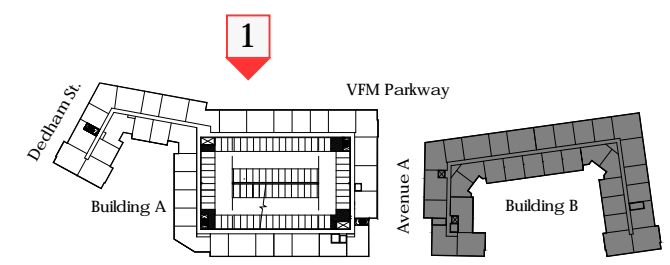 1
VFM Parkway
Dedham St.
Building A
Avenue A
Building B